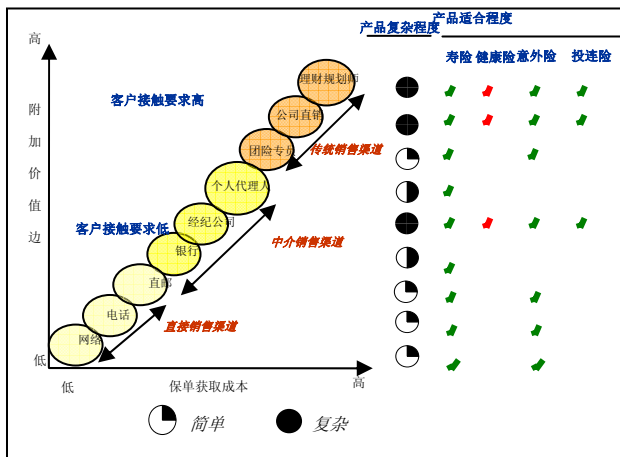 产品复杂程度
产品适合程度
寿险 健康险 意外险 投连险
高
附
加
价
值
边
低
客户接触要求高
客户接触要求低
理财规划师
公司直销
团险专员
个人代理人
经纪公司
银行
直邮
电话
网络
传统销售渠道
中介销售渠道
直接销售渠道
低
保单获取成本
高
简单
复杂